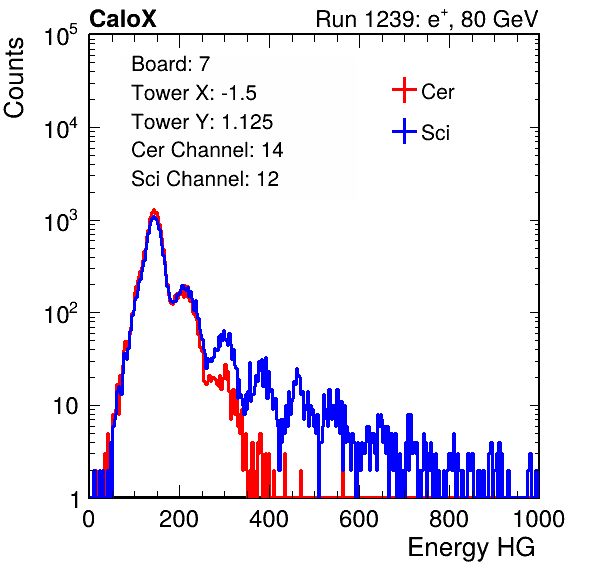 CaloX Run 1239: e⁺, 80 GeV
Counts
Board: 7
Tower X: -1.5
Tower Y: 1.125
Cer Channel: 14
Sci Channel: 12
Cer
Sci
10⁵
10⁴
10³
10²
10
1
0 200 400 600 800 1000
Energy HG